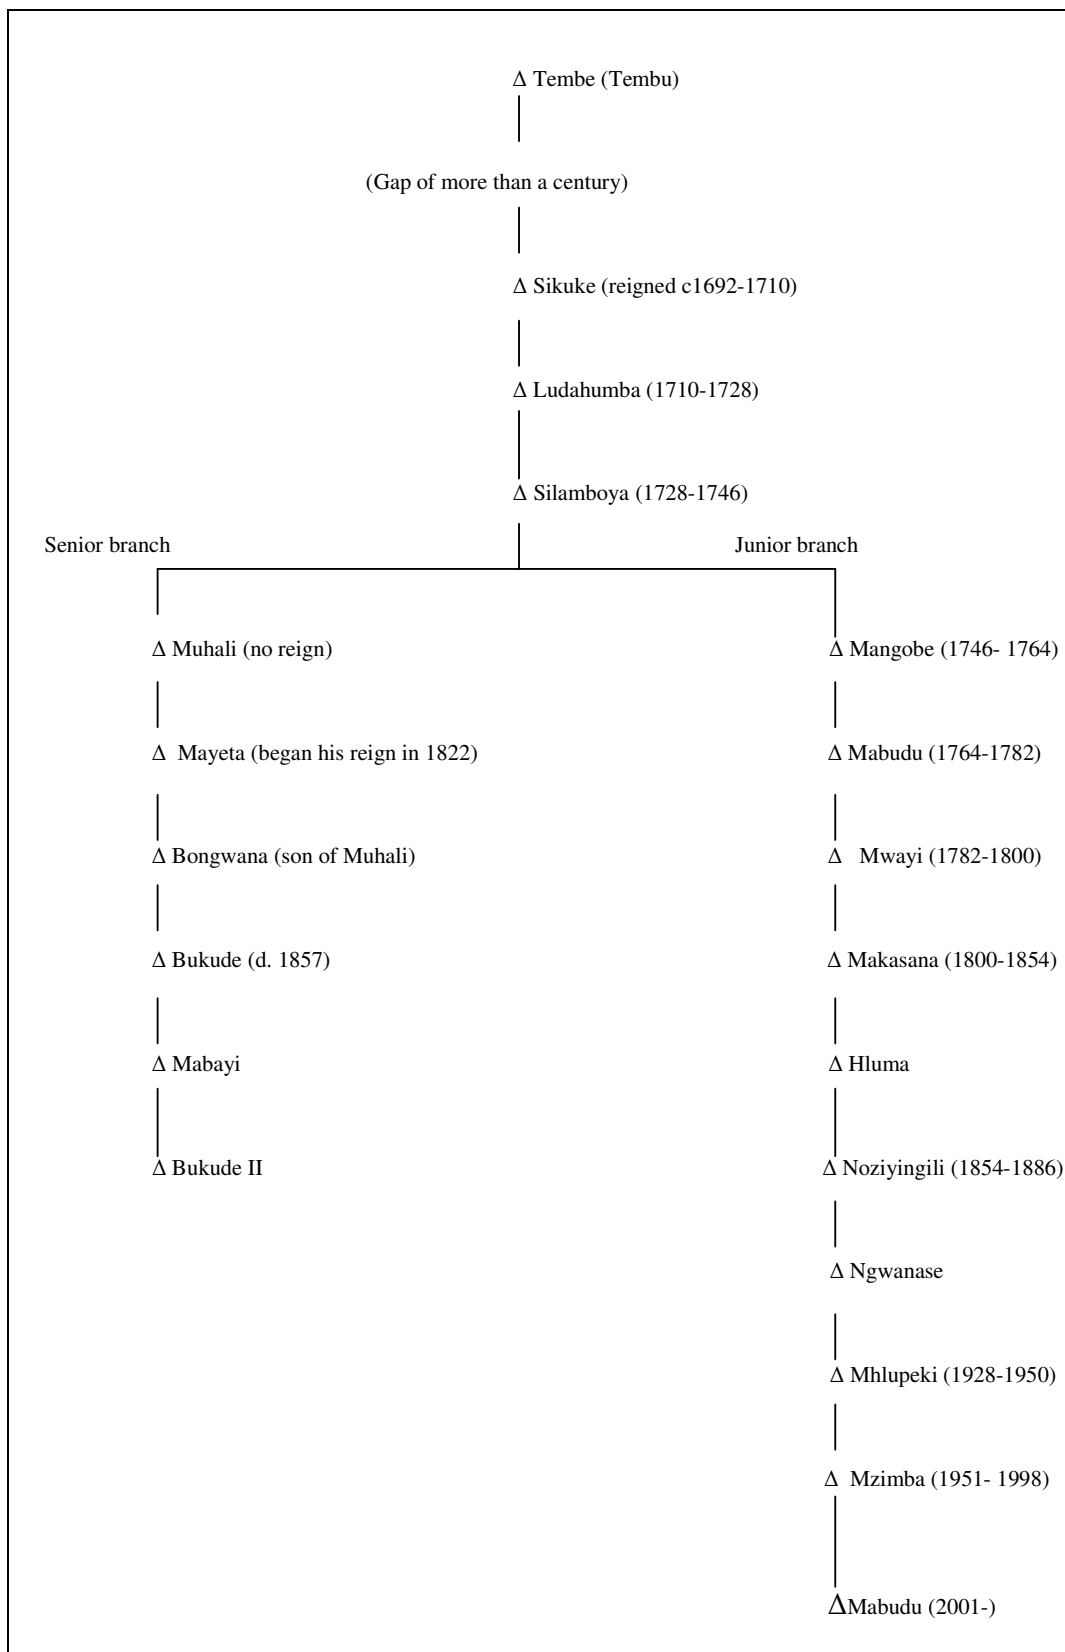 Δ Tembe (Tembu)
(Gap of more than a century)
Δ Sikuke (reigned c1692-1710)
Δ Ludahumba (1710-1728)
Δ Silamboya (1728-1746)
Senior branch
Junior branch
Δ Muhali (no reign)
Δ Mangobe (1746- 1764)
Δ Mayeta (began his reign in 1822)
Δ Mabudu (1764-1782)
Δ Bongwana (son of Muhali)
Δ Mwayi (1782-1800)
Δ Bukude (d. 1857)
Δ Makasana (1800-1854)
Δ Mabayi
Δ Hluma
Δ Bukude II
Δ Noziyingili (1854-1886)
Δ Ngwanase
Δ Mhlupeki (1928-1950)
Δ Mzimba (1951- 1998)
ΔMabudu (2001-)